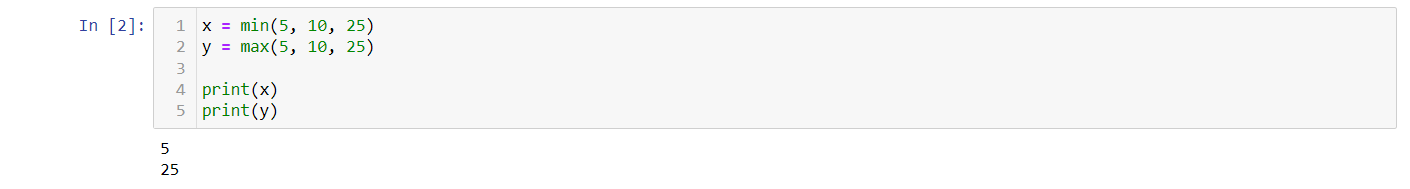 In [2]:
1 x = min(5, 10, 25)
2 y = max(5, 10, 25)
3
4 print(x)
5 print(y)
5
25